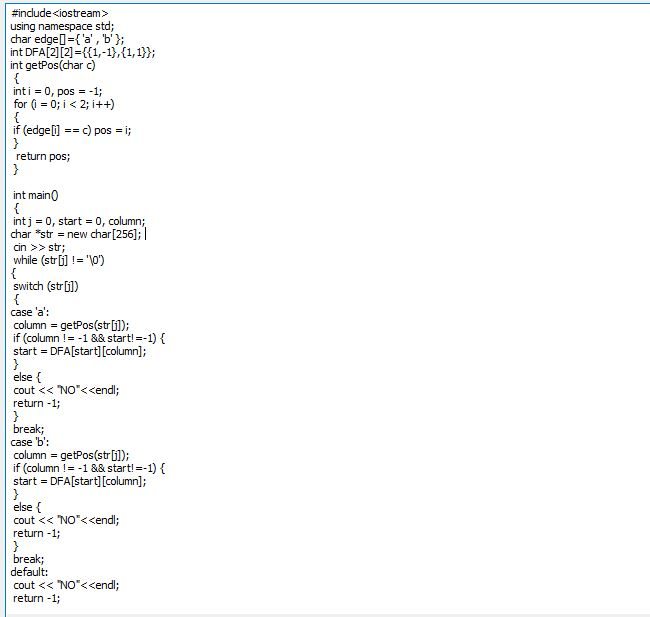 #include<iostream>
using namespace std;
char edge[]={ 'a' , 'b' };
int DFA[2][2]={{1,-1},{1,1}};
int getPos(char c)
{
int i = 0, pos = -1;
for (i = 0; i < 2; i++)
{
if (edge[i] == c) pos = i;
}
return pos;
}
int main()
{
int j = 0, start = 0, column;
char *str = new char[256];
cin >> str;
while (str[j] != '\0')
{
switch (str[j])
{
case 'a':
column = getPos(str[j]);
if (column != -1 && start!=-1) {
start = DFA[start][column];
}
else {
cout << "NO"<<endl;
return -1;
}
break;
case 'b':
column = getPos(str[j]);
if (column != -1 && start!=-1) {
start = DFA[start][column];
}
else {
cout << "NO"<<endl;
return -1;
}
break;
default:
cout << "NO"<<endl;
return -1;